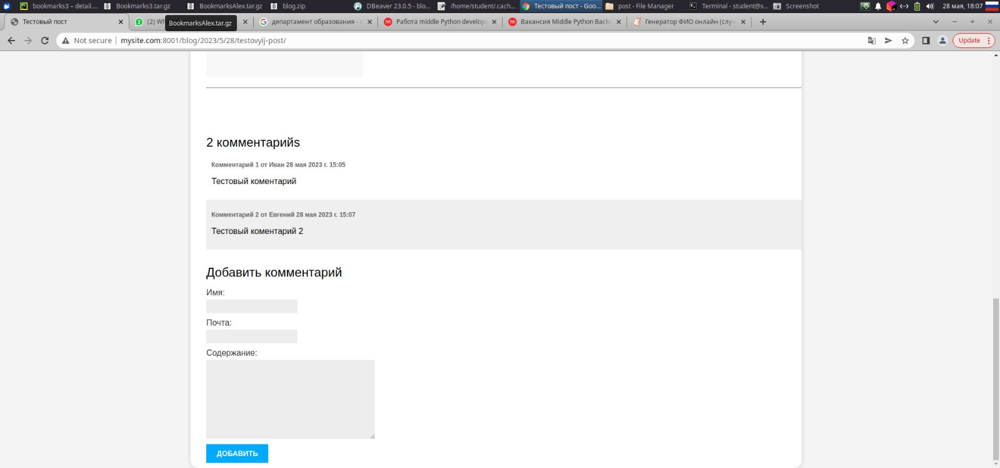 bookmarks3 – detail.... Bookmarks3.tar.gz BookmarksAlex.tar.gz blog.zip DBeaver 23.0.5 - blo... /home/student/.cach... Тестовый пост - Goo... post - File Manager Terminal - student@s... Screenshot 28 мая, 18:07
Тестовый пост (2) Wh BookmarksAlex.tar.gz департамент образования - Работа middle Python develop Вакансия Middle Python Back Генератор ФИО онлайн (случ
Not secure mysite.com:8001/blog/2023/5/28/testovyij-post/ Update
2 комментарийs
Комментарий 1 от Иван 28 мая 2023 г. 15:05
Тестовый коментарий
Комментарий 2 от Евгений 28 мая 2023 г. 15:07
Тестовый коментарий 2
Добавить комментарий
Имя:
Почта:
Содержание:
ДОБАВИТЬ